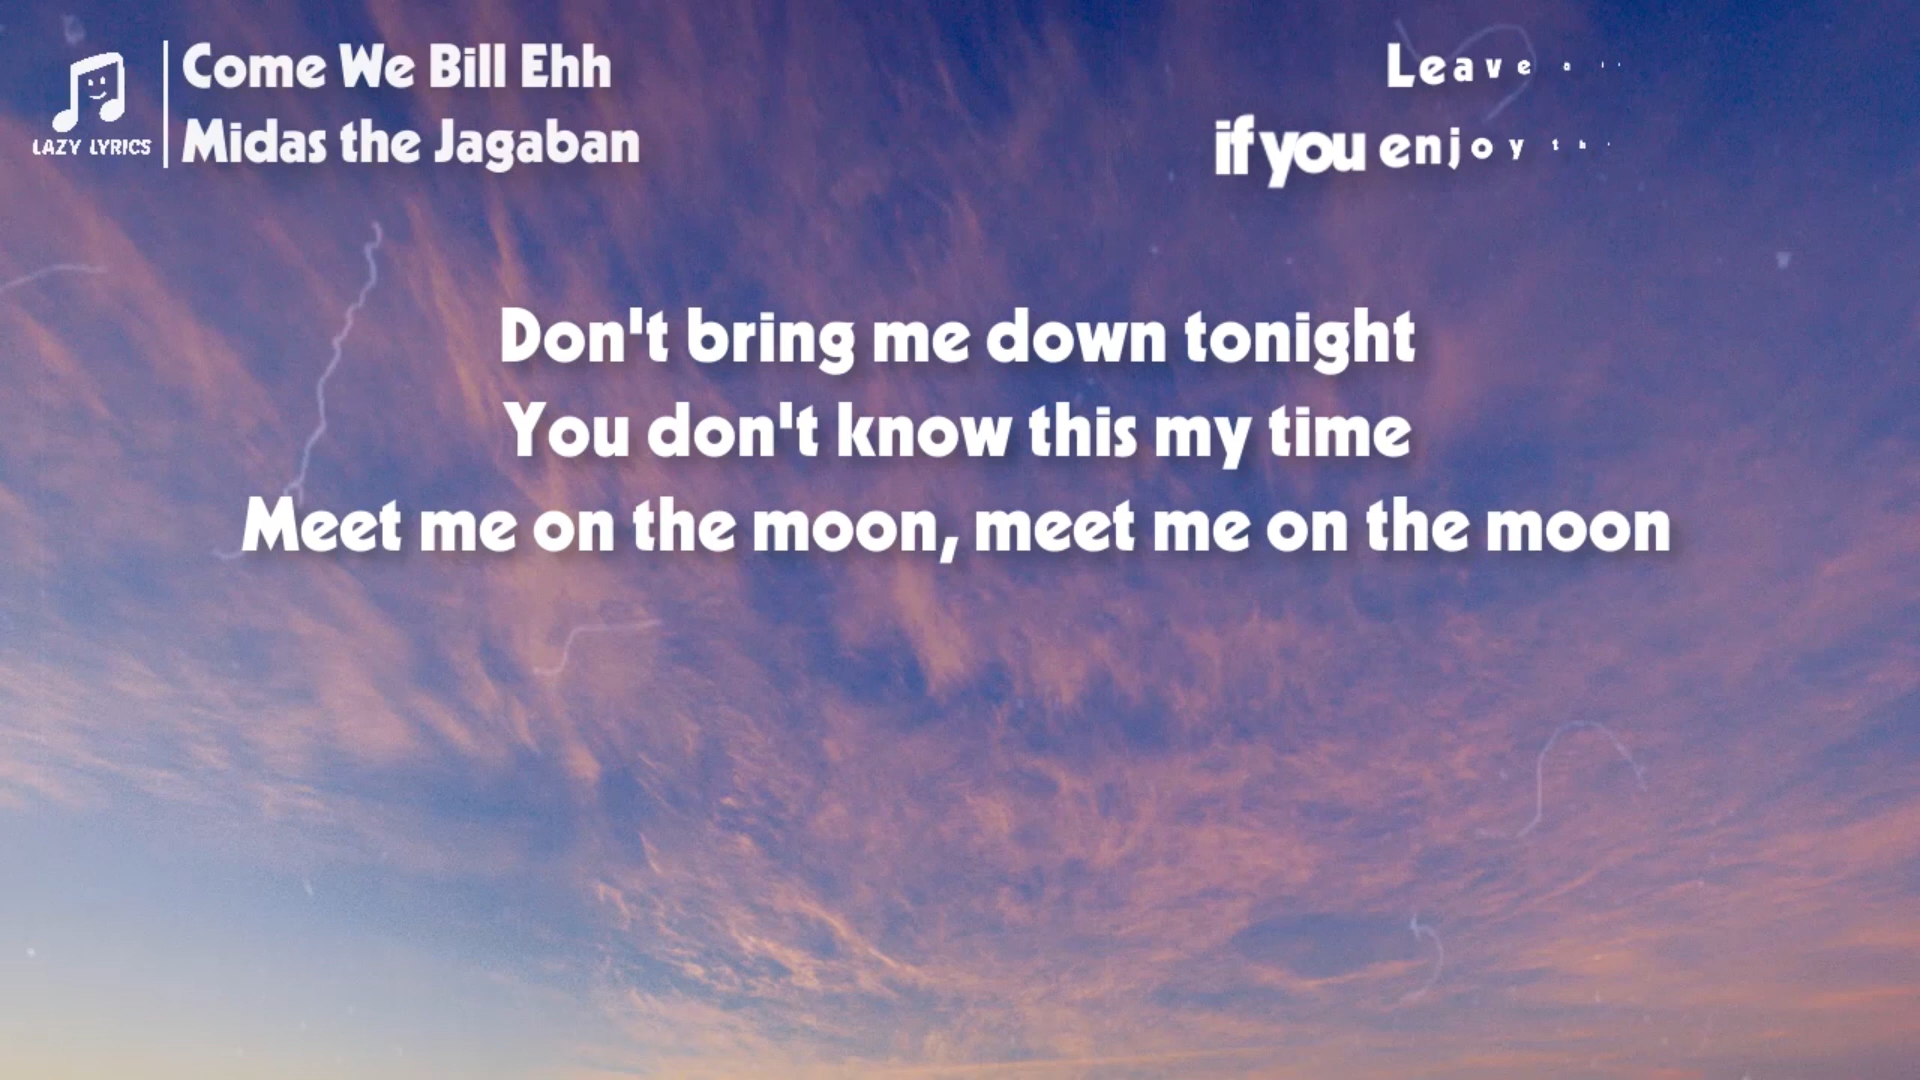 Come We Bill Ehh
Midas the Jagaban
LAZY LYRICS
Leave
if you enjoy
Don't bring me down tonight
You don't know this my time
Meet me on the moon, meet me on the moon